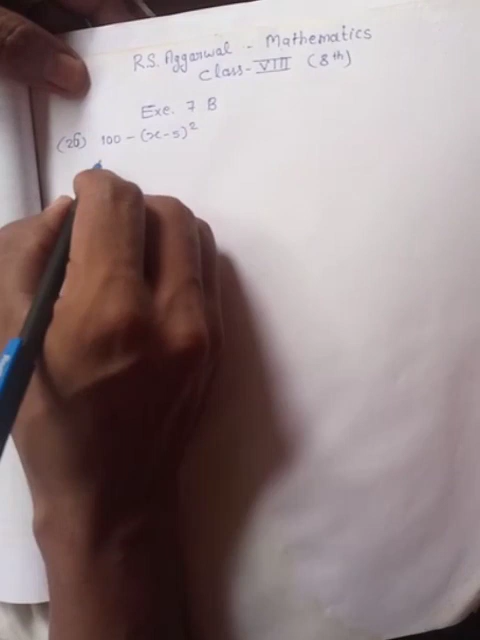 R.S. Aggarwal - Mathematics
Class - VIII (8th)
Exe. 7 B
(26) 100 - (x - 5)²